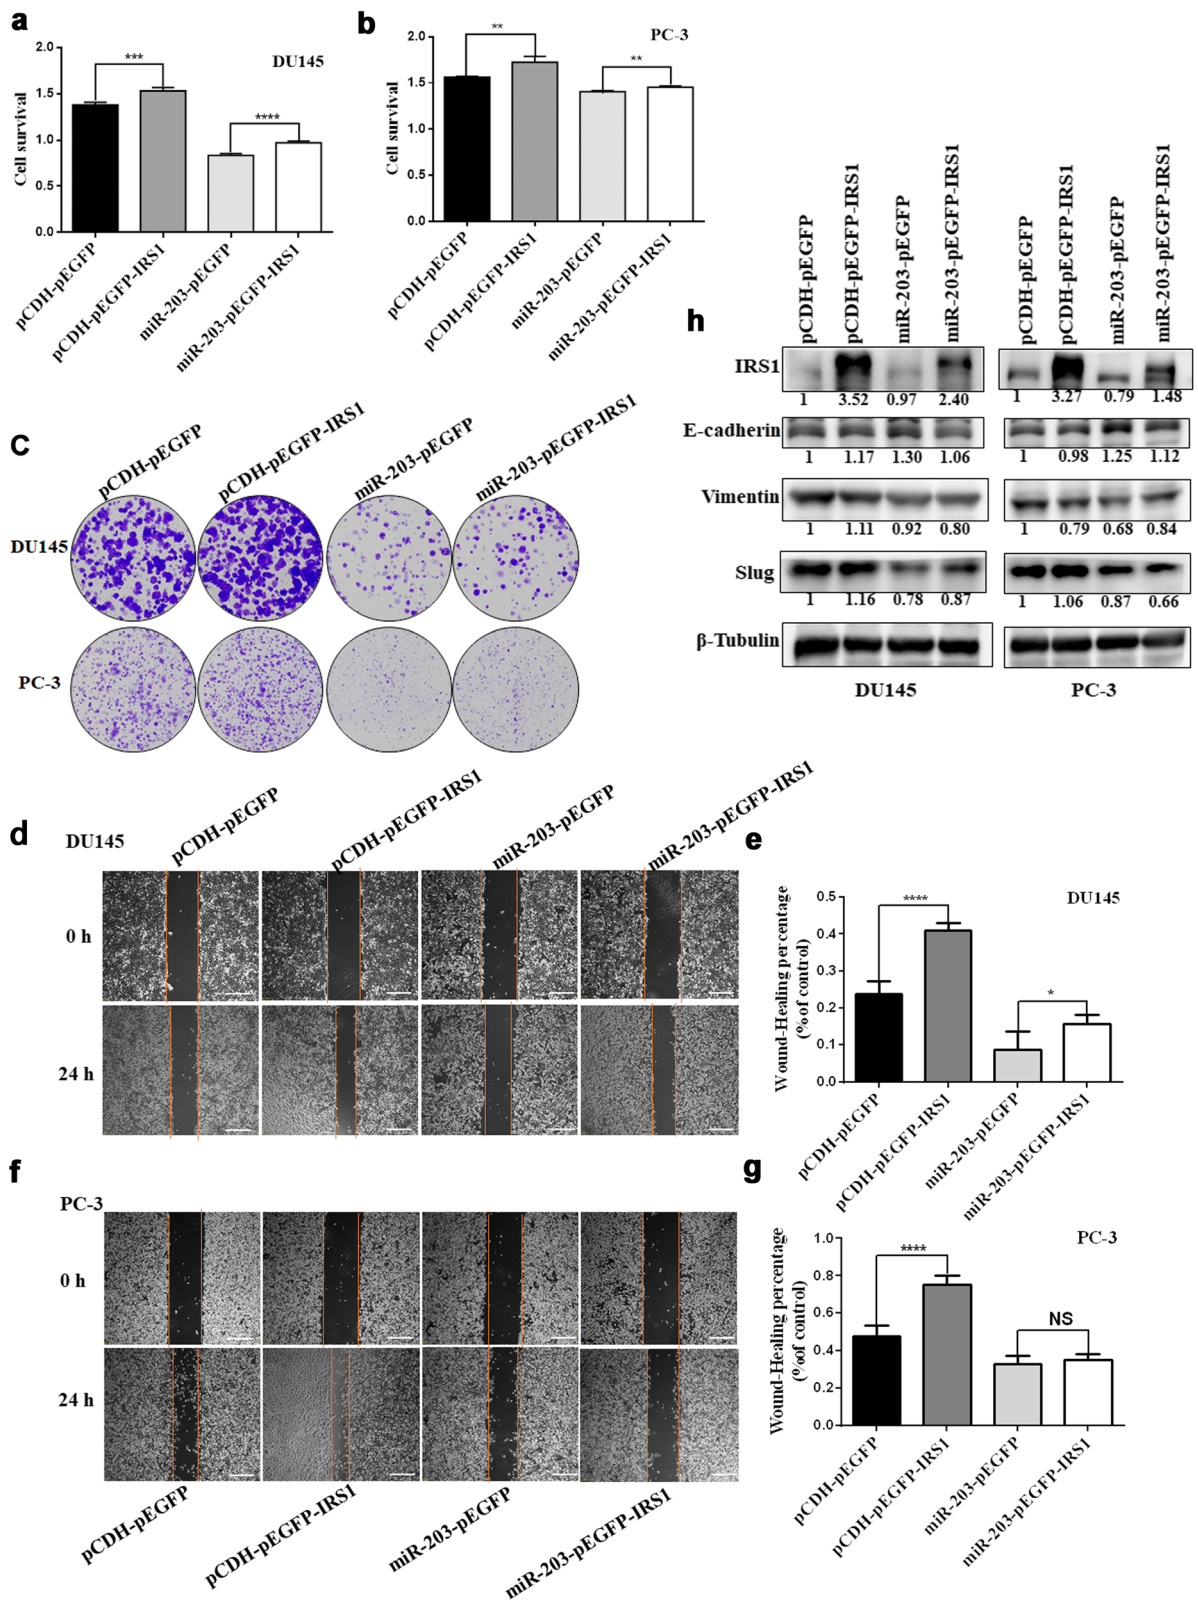 a
DU145
2.0
1.5
1.0
0.5
0.0
Cell survival
***
****
pCDH-pEGFP
pCDH-pEGFP-IRS1
miR-203-pEGFP
miR-203-pEGFP-IRS1
b
PC-3
2.0
1.5
1.0
0.5
0.0
Cell survival
**
**
pCDH-pEGFP
pCDH-pEGFP-IRS1
miR-203-pEGFP
miR-203-pEGFP-IRS1
c
pCDH-pEGFP
pCDH-pEGFP-IRS1
miR-203-pEGFP
miR-203-pEGFP-IRS1
DU145
PC-3
h
pCDH-pEGFP
pCDH-pEGFP-IRS1
miR-203-pEGFP
miR-203-pEGFP-IRS1
pCDH-pEGFP
pCDH-pEGFP-IRS1
miR-203-pEGFP
miR-203-pEGFP-IRS1
IRS1
1 3.52 0.97 2.40 1 3.27 0.79 1.48
E-cadherin
1 1.17 1.30 1.06 1 0.98 1.25 1.12
Vimentin
1 1.11 0.92 0.80 1 0.79 0.68 0.84
Slug
1 1.16 0.78 0.87 1 1.06 0.87 0.66
β-Tubulin
DU145 PC-3
d
DU145
pCDH-pEGFP
pCDH-pEGFP-IRS1
miR-203-pEGFP
miR-203-pEGFP-IRS1
0 h
24 h
e
DU145
0.5
0.4
0.3
0.2
0.1
0.0
Wound-Healing percentage
(% of control)
****
*
pCDH-pEGFP
pCDH-pEGFP-IRS1
miR-203-pEGFP
miR-203-pEGFP-IRS1
f
PC-3
0 h
24 h
pCDH-pEGFP
pCDH-pEGFP-IRS1
miR-203-pEGFP
miR-203-pEGFP-IRS1
g
PC-3
1.0
0.8
0.6
0.4
0.2
0.0
Wound-Healing percentage
(%of control)
****
NS
pCDH-pEGFP
pCDH-pEGFP-IRS1
miR-203-pEGFP
miR-203-pEGFP-IRS1